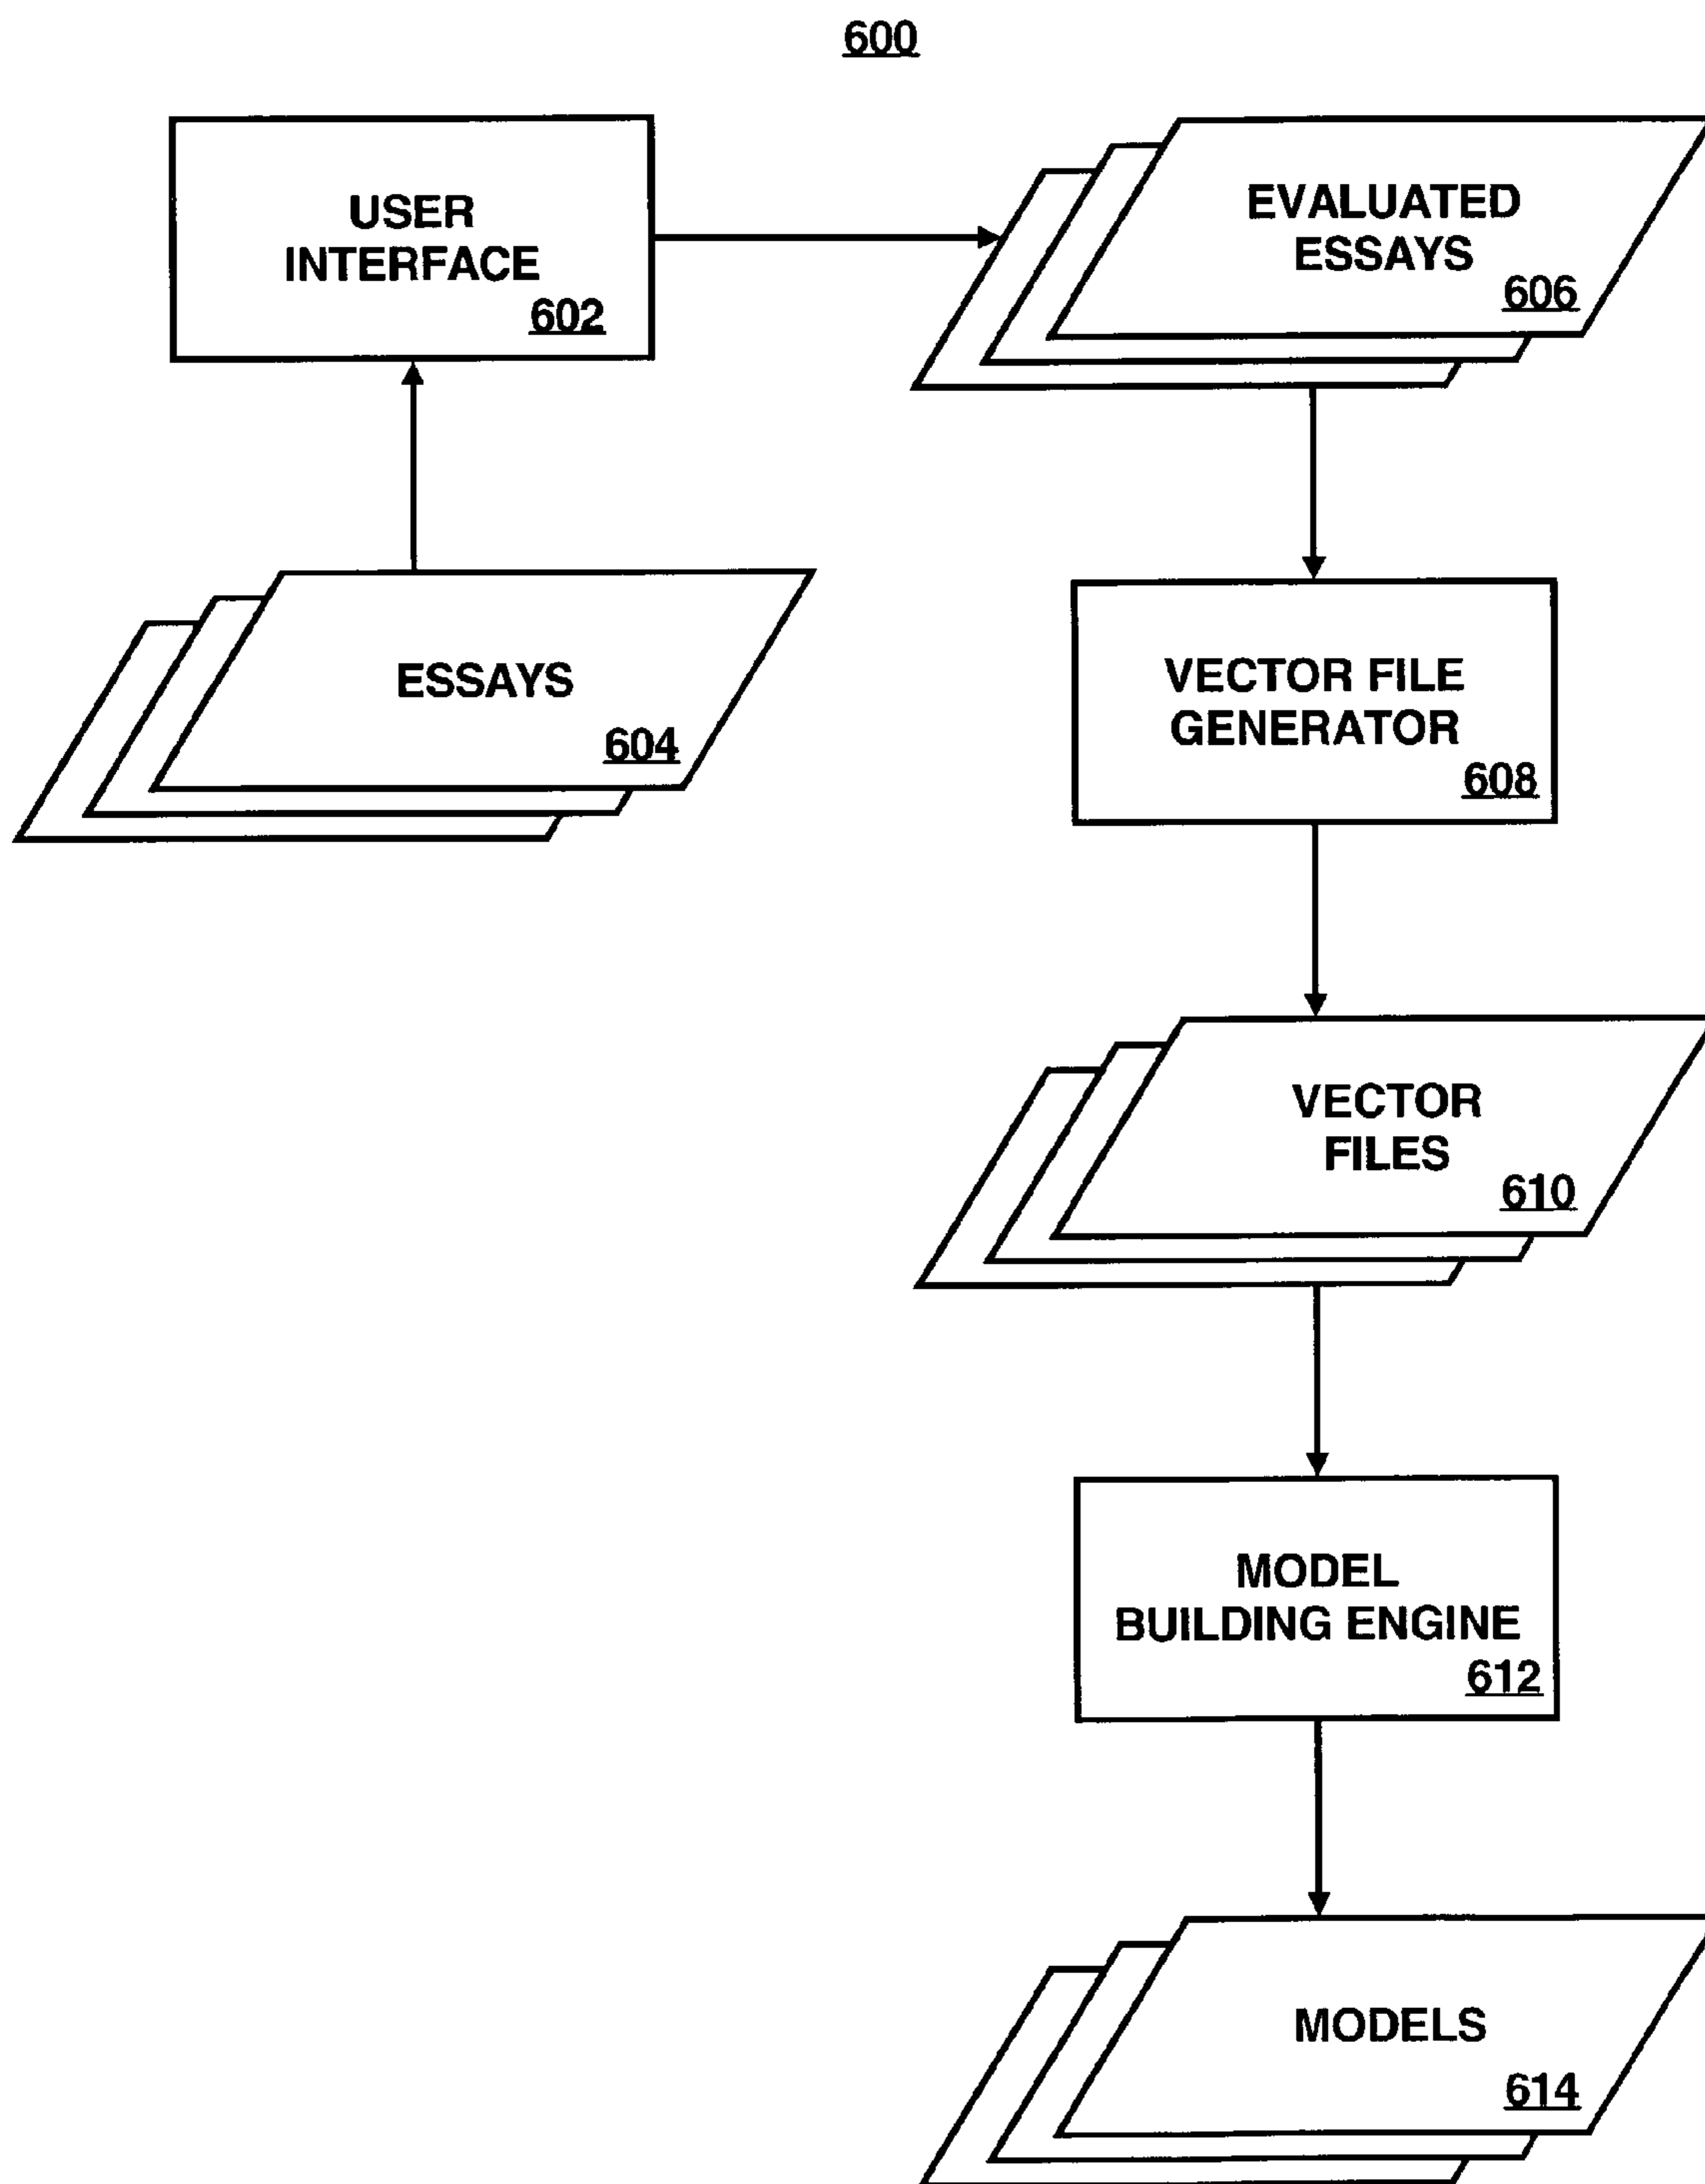 600
USER
INTERFACE
602
EVALUATED
ESSAYS
606
ESSAYS
604
VECTOR FILE
GENERATOR
608
VECTOR
FILES
610
MODEL
BUILDING ENGINE
612
MODELS
614